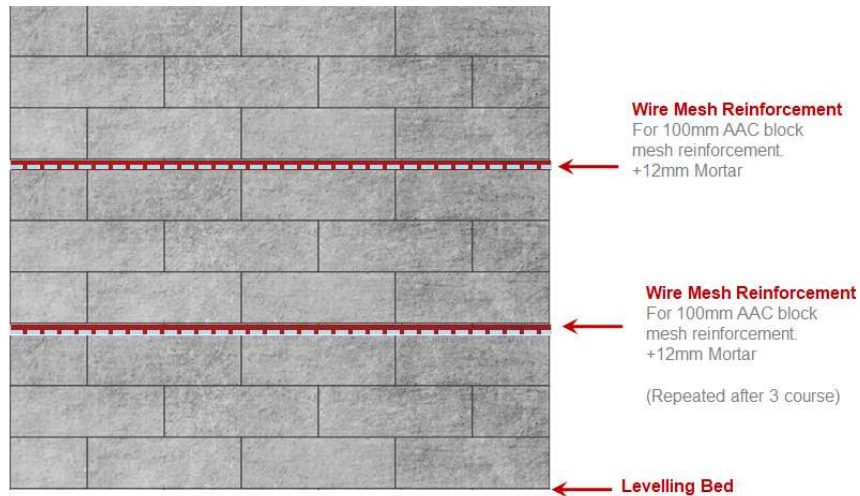 Wire Mesh Reinforcement
For 100mm AAC block
mesh reinforcement.
+12mm Mortar
Wire Mesh Reinforcement
For 100mm AAC block
mesh reinforcement.
+12mm Mortar
(Repeated after 3 course)
Levelling Bed